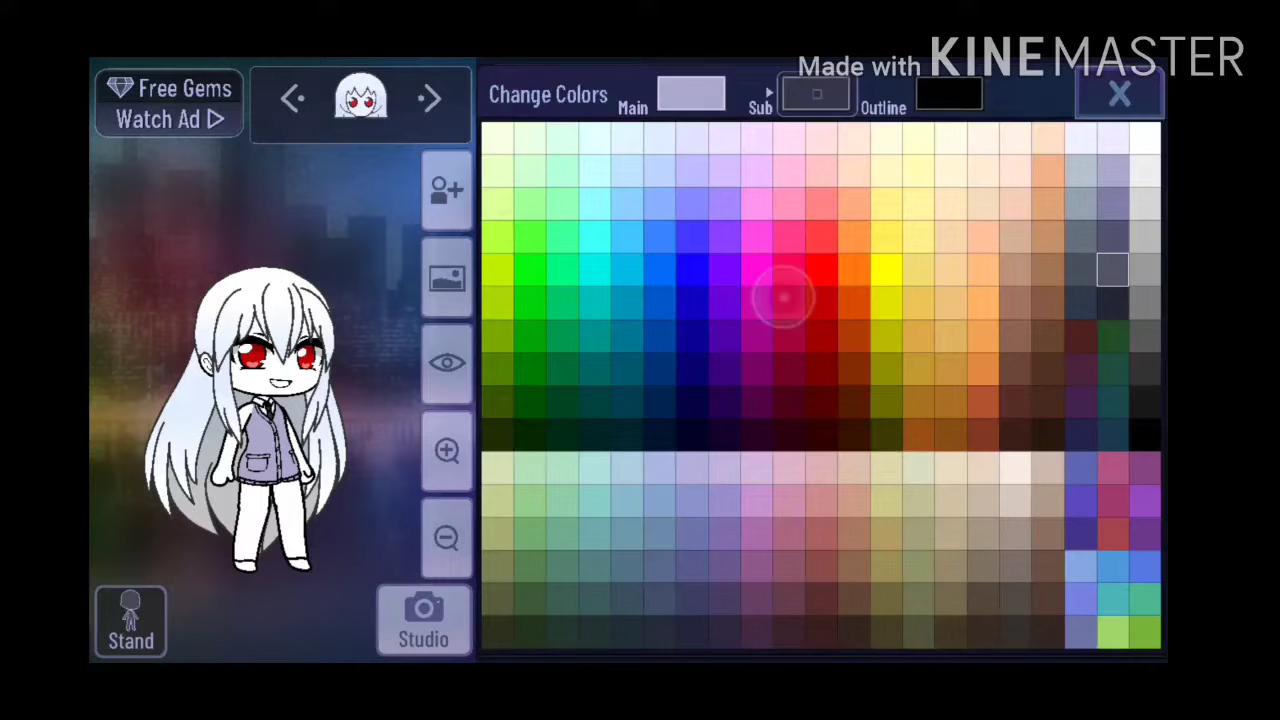 Made with KINEMASTER
Free Gems
Watch Ad
Change Colors
Main
Sub
Outline
X
Stand
Studio